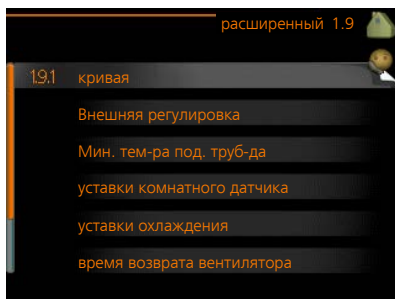 расширенный 1.9
1.9.1 кривая
Внешняя регулировка
Мин. тем-ра под. труб-да
уставки комнатного датчика
уставки охлаждения
время возврата вентилятора